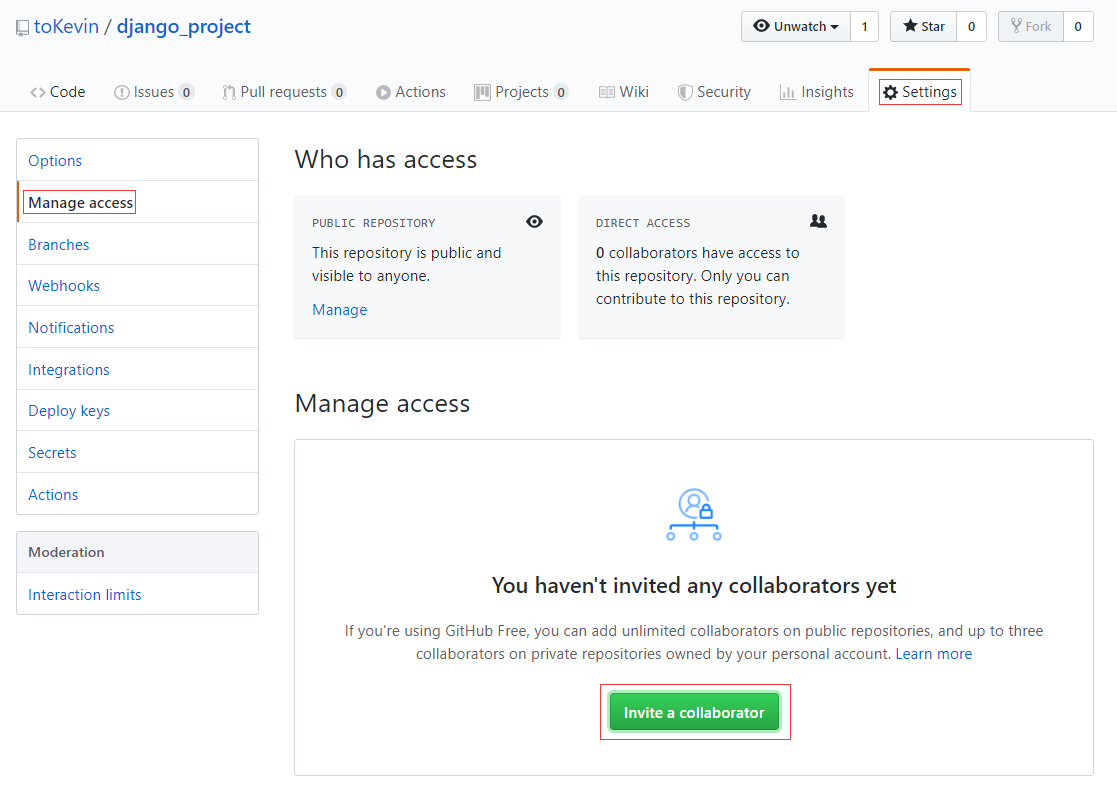 toKevin / django_project
Unwatch 1 Star 0 Fork 0
Code Issues 0 Pull requests 0 Actions Projects 0 Wiki Security Insights Settings
Options
Manage access
Branches
Webhooks
Notifications
Integrations
Deploy keys
Secrets
Actions
Moderation
Interaction limits
Who has access
PUBLIC REPOSITORY
This repository is public and
visible to anyone.
Manage
DIRECT ACCESS
0 collaborators have access to
this repository. Only you can
contribute to this repository.
Manage access
You haven't invited any collaborators yet
If you're using GitHub Free, you can add unlimited collaborators on public repositories, and up to three
collaborators on private repositories owned by your personal account. Learn more
Invite a collaborator